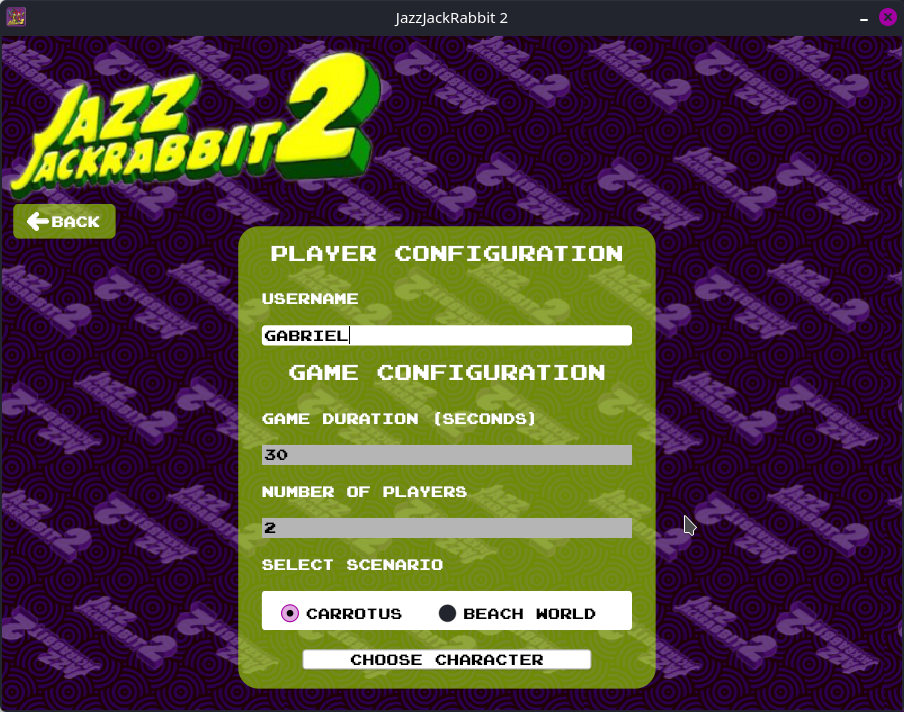 JazzJackRabbit 2
JAZZ
JACKRABBIT 2
BACK
PLAYER CONFIGURATION
USERNAME
GABRIEL
GAME CONFIGURATION
GAME DURATION (SECONDS)
30
NUMBER OF PLAYERS
2
SELECT SCENARIO
CARROTUS BEACH WORLD
CHOOSE CHARACTER